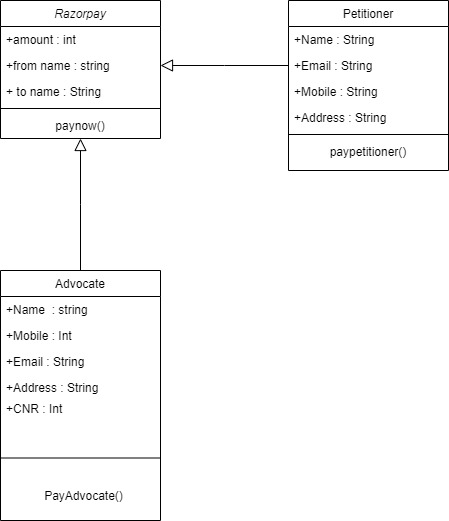 Razorpay
+amount : int
+from name : string
+ to name : String
paynow()
Petitioner
+Name : String
+Email : String
+Mobile : String
+Address : String
paypetitioner()
Advocate
+Name  : string
+Mobile : Int
+Email : String
+Address : String
+CNR : Int
PayAdvocate()